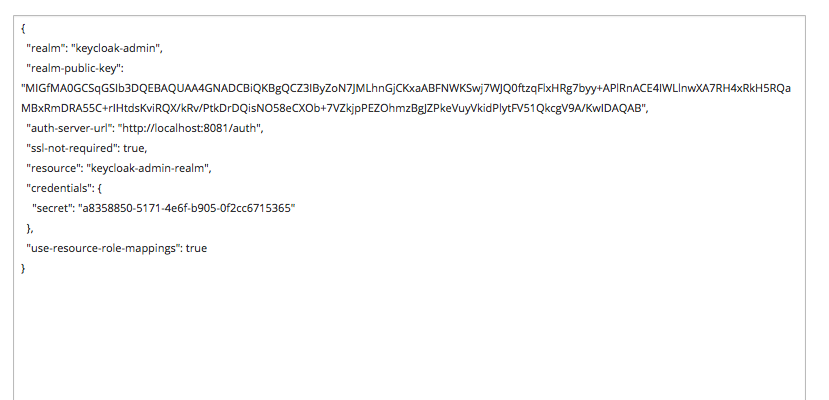 {
"realm": "keycloak-admin",
"realm-public-key":
"MIGfMA0GCSqGSIb3DQEBAQUAA4GNADCBiQKBgQCZ3IByZoN7JMLhnGjCKxaABFNWKSwj7WJQ0ftzqFlxHRg7byy+APlRnACE4IWLlnwXA7RH4xRkH5RQa
MBxRmDRA55C+rIHtdsKviRQX/kRv/PtkDrDQisNO58eCXOb+7VZkjpPEZOhmzBgJZPkeVuyVkidPlytFV51QkcgV9A/KwIDAQAB",
"auth-server-url": "http://localhost:8081/auth",
"ssl-not-required": true,
"resource": "keycloak-admin-realm",
"credentials": {
"secret": "a8358850-5171-4e6f-b905-0f2cc6715365"
},
"use-resource-role-mappings": true
}